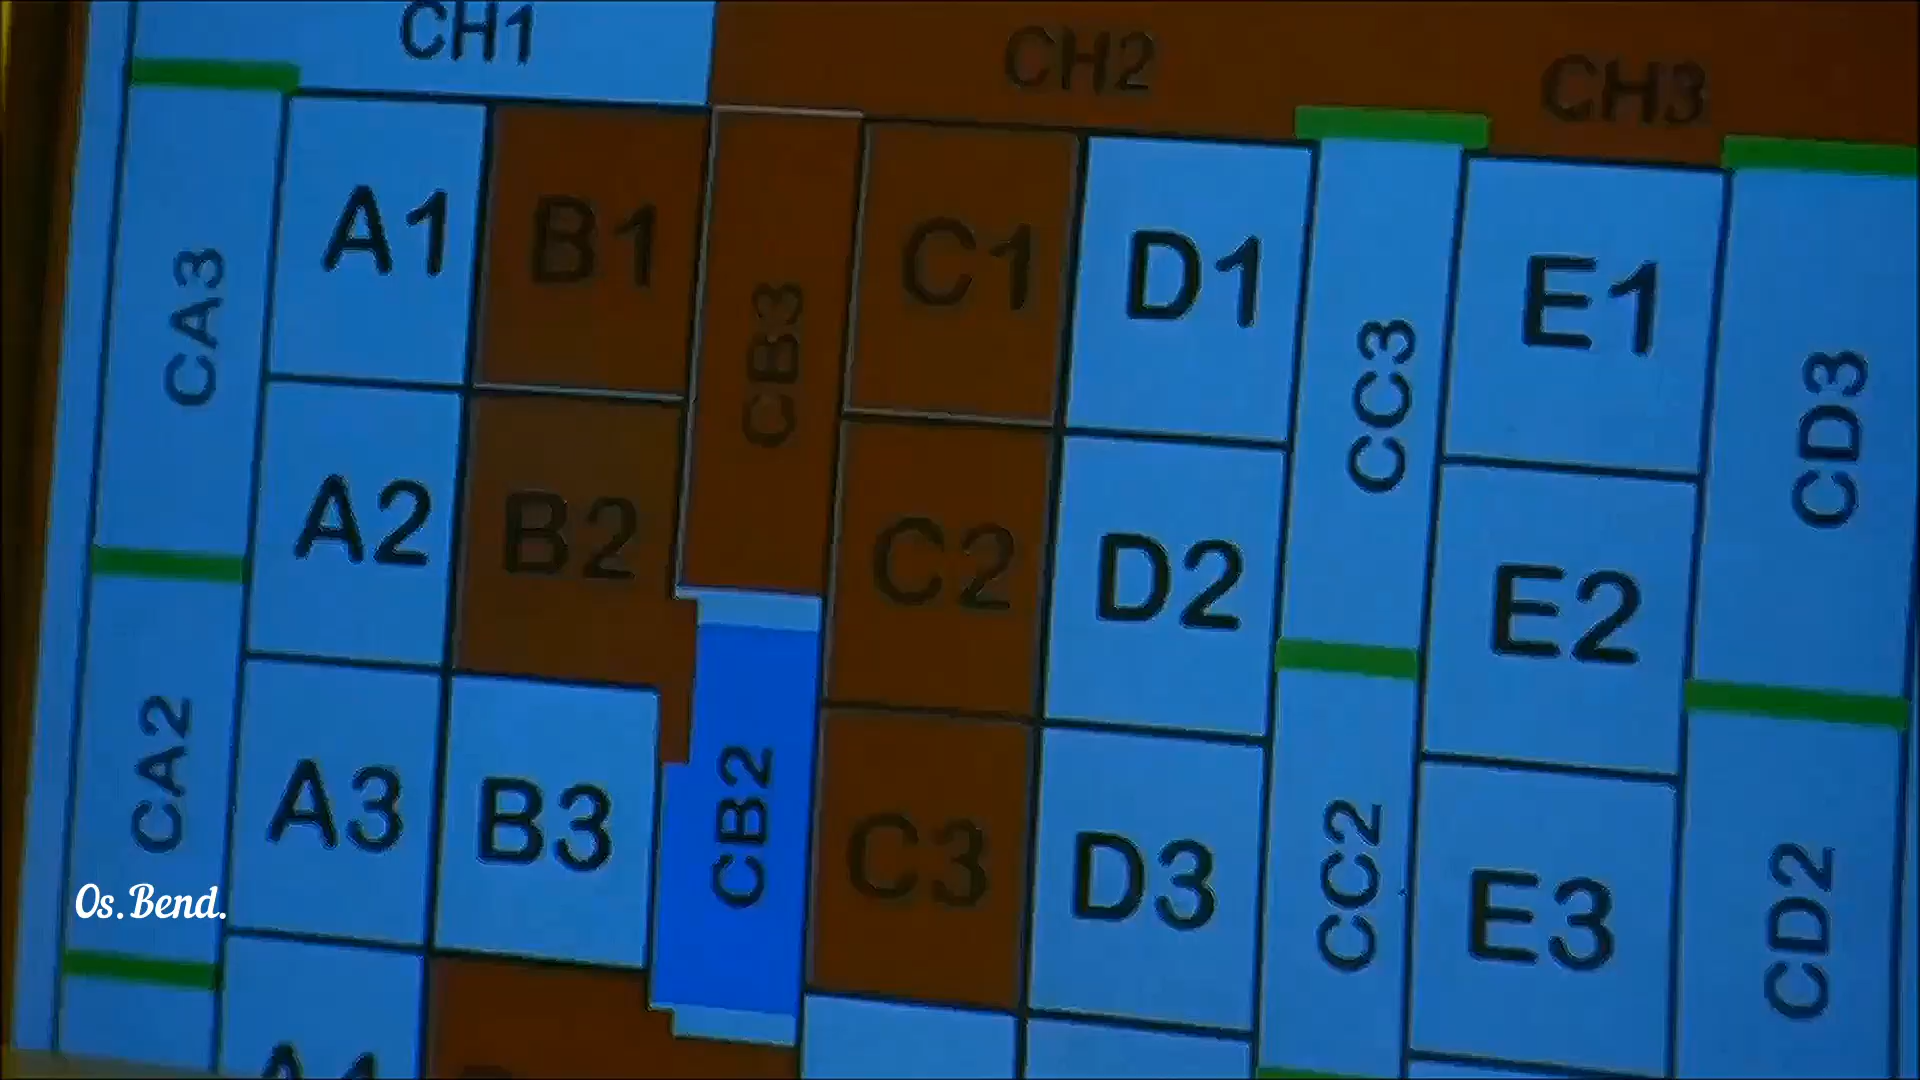 CH1 CH2 CH3
CA3 A1 B1 CB3 C1 D1 CC3 E1 CD3
A2 B2 C2 D2 E2
CA2 A3 B3 CB2 C3 D3 CC2 E3 CD2
Os.Bend.